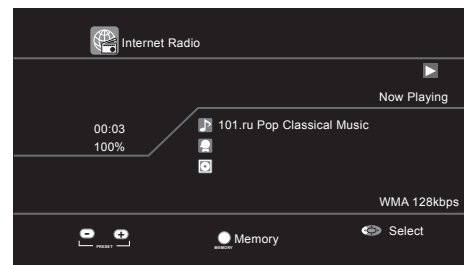 Internet Radio
Now Playing
00:03
100%
101.ru Pop Classical Music
WMA 128kbps
PRESET
MEMORY
Memory
Select